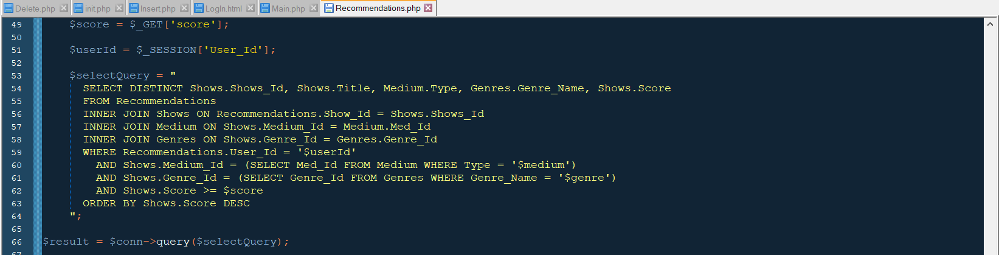 Delete.php init.php Insert.php LogIn.html Main.php Recommendations.php
49 $score = $_GET['score'];
50
51 $userId = $_SESSION['User_Id'];
52
53 $selectQuery = "
54 SELECT DISTINCT Shows.Shows_Id, Shows.Title, Medium.Type, Genres.Genre_Name, Shows.Score
55 FROM Recommendations
56 INNER JOIN Shows ON Recommendations.Show_Id = Shows.Shows_Id
57 INNER JOIN Medium ON Shows.Medium_Id = Medium.Med_Id
58 INNER JOIN Genres ON Shows.Genre_Id = Genres.Genre_Id
59 WHERE Recommendations.User_Id = '$userId'
60 AND Shows.Medium_Id = (SELECT Med_Id FROM Medium WHERE Type = '$medium')
61 AND Shows.Genre_Id = (SELECT Genre_Id FROM Genres WHERE Genre_Name = '$genre')
62 AND Shows.Score >= $score
63 ORDER BY Shows.Score DESC
64 ";
65
66 $result = $conn->query($selectQuery);
67